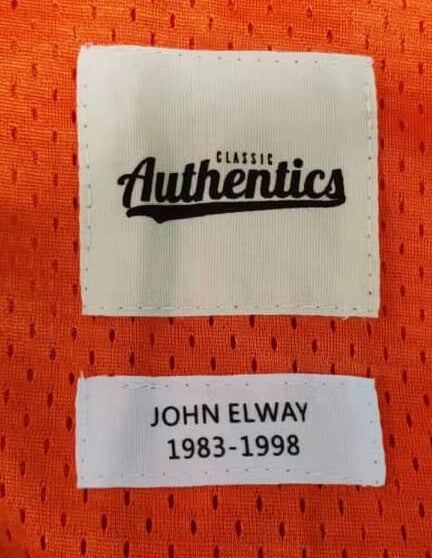 CLASSIC
Authentics
JOHN ELWAY
1983-1998